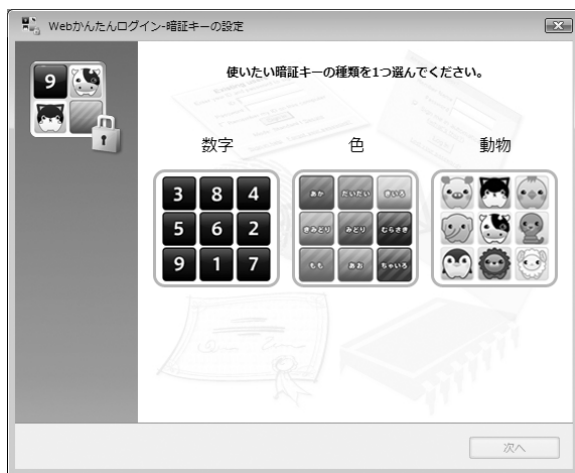 Webかんたんログイン-暗証キーの設定
9
使いたい暗証キーの種類を1つ選んでください。
数字 色 動物
3 8 4 あか だいだい きいろ
5 6 2 きみどり みどり むらさき
9 1 7 もも あお ちゃいろ
次へ